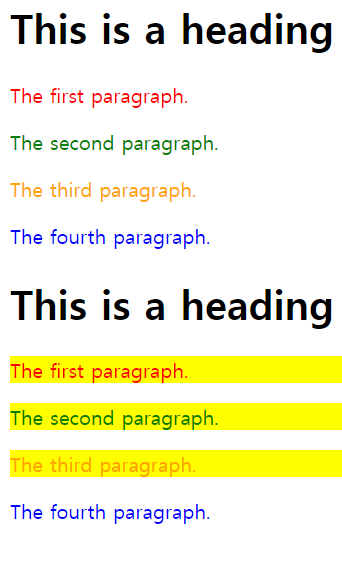 This is a heading
The first paragraph.
The second paragraph.
The third paragraph.
The fourth paragraph.
This is a heading
The first paragraph.
The second paragraph.
The third paragraph.
The fourth paragraph.